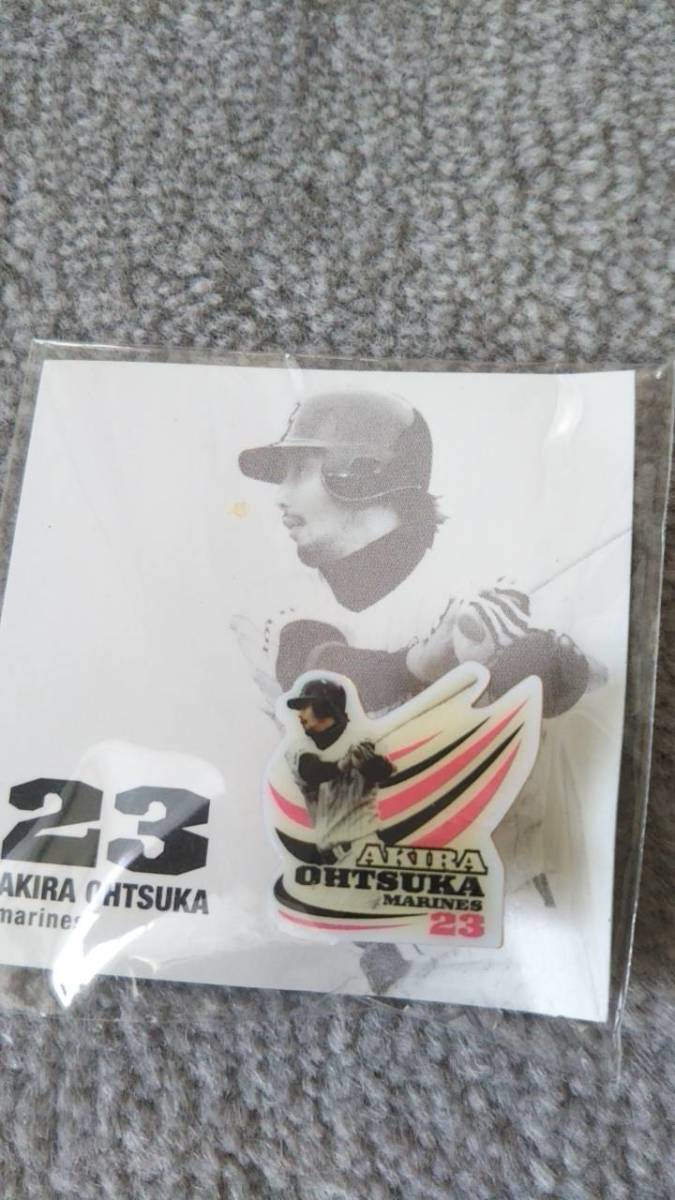 23
AKIRA OHTSUKA
marines
AKIRA
OHTSUKA
MARINES
23